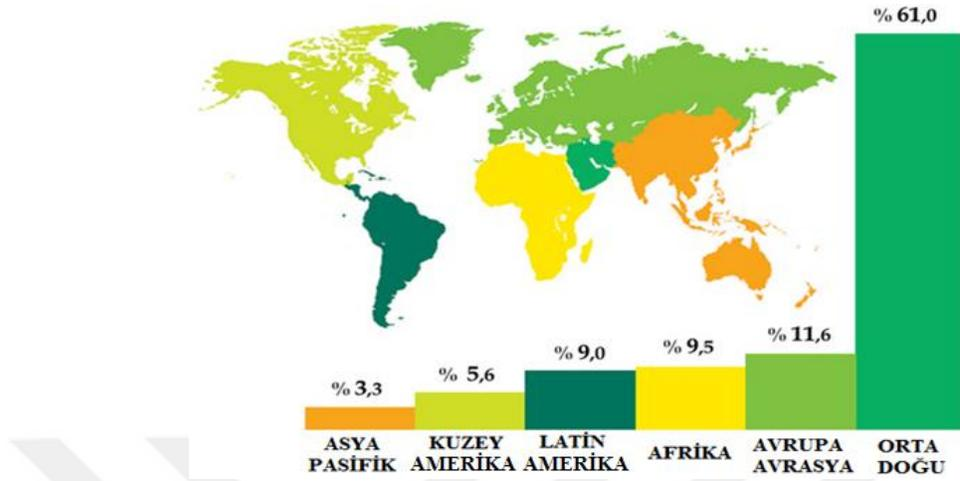 % 61,0
% 11,6
% 9,5
% 9,0
% 5,6
% 3,3
ASYA
PASİFİK
KUZEY
AMERİKA
LATİN
AMERİKA
AFRİKA
AVRUPA
AVRASYA
ORTA
DOĞU